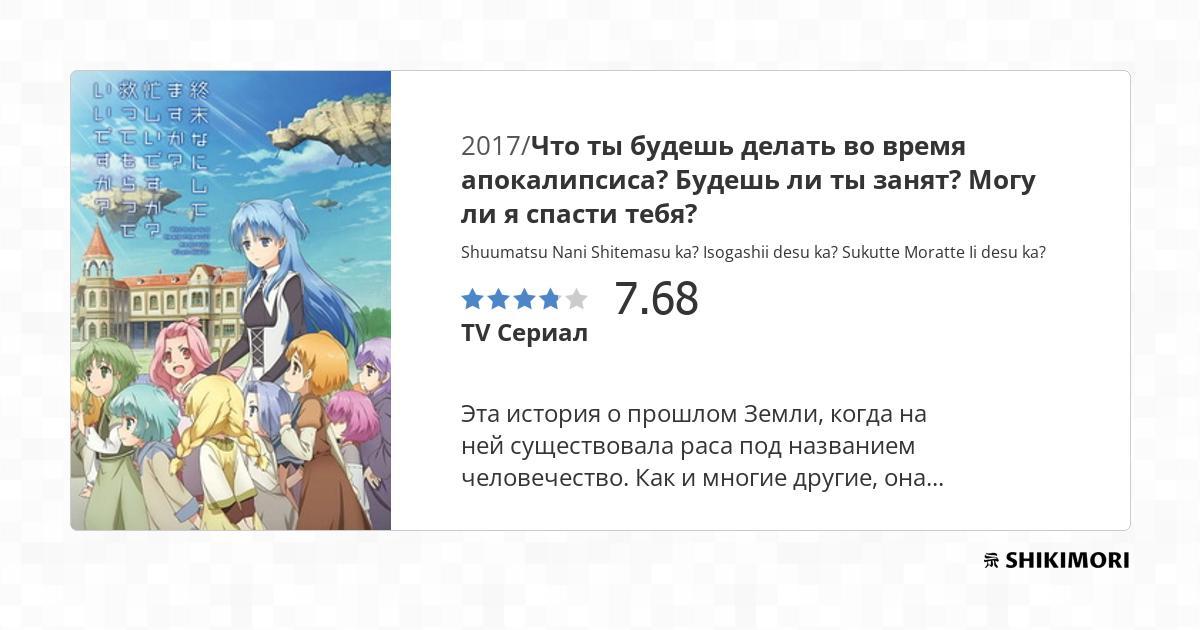 終末なにして
ますか?
忙しいですか?
救ってもらって
いいですか?
2017/Что ты будешь делать во время
апокалипсиса? Будешь ли ты занят? Могу
ли я спасти тебя?
Shuumatsu Nani Shitemasu ka? Isogashii desu ka? Sukutte Moratte Ii desu ka?
7.68
TV Сериал
Эта история о прошлом Земли, когда на
ней существовала раса под названием
человечество. Как и многие другие, она...
SHIKIMORI